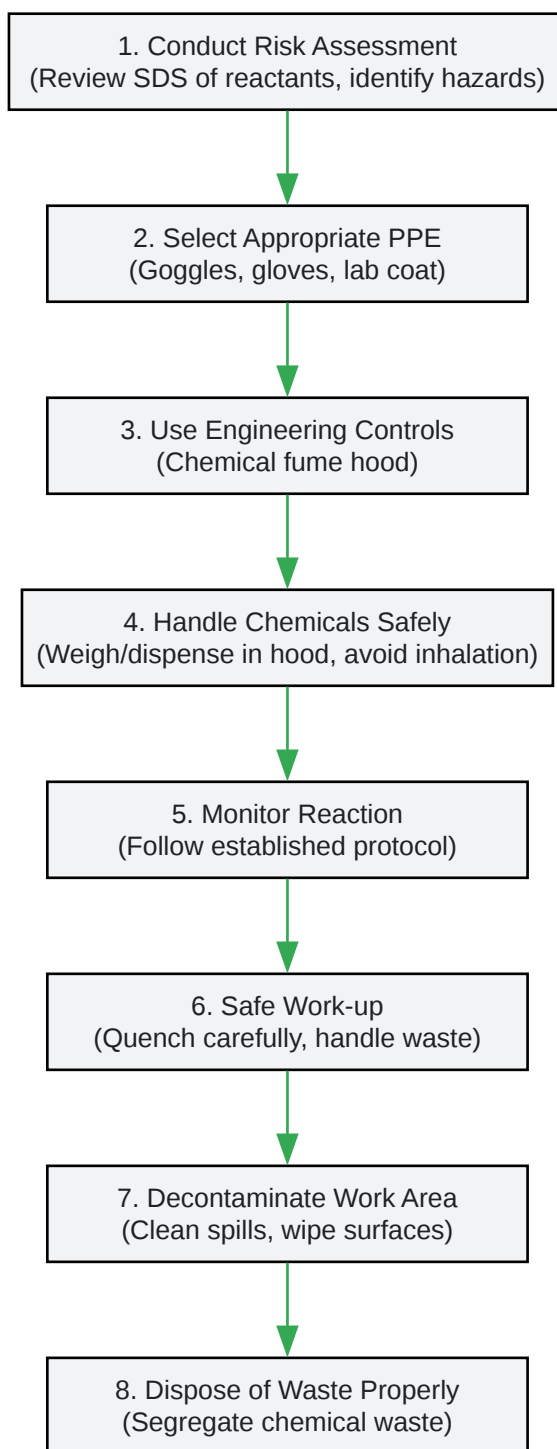 1. Conduct Risk Assessment
(Review SDS of reactants, identify hazards)
2. Select Appropriate PPE
(Goggles, gloves, lab coat)
3. Use Engineering Controls
(Chemical fume hood)
4. Handle Chemicals Safely
(Weigh/dispense in hood, avoid inhalation)
5. Monitor Reaction
(Follow established protocol)
6. Safe Work-up
(Quench carefully, handle waste)
7. Decontaminate Work Area
(Clean spills, wipe surfaces)
8. Dispose of Waste Properly
(Segregate chemical waste)